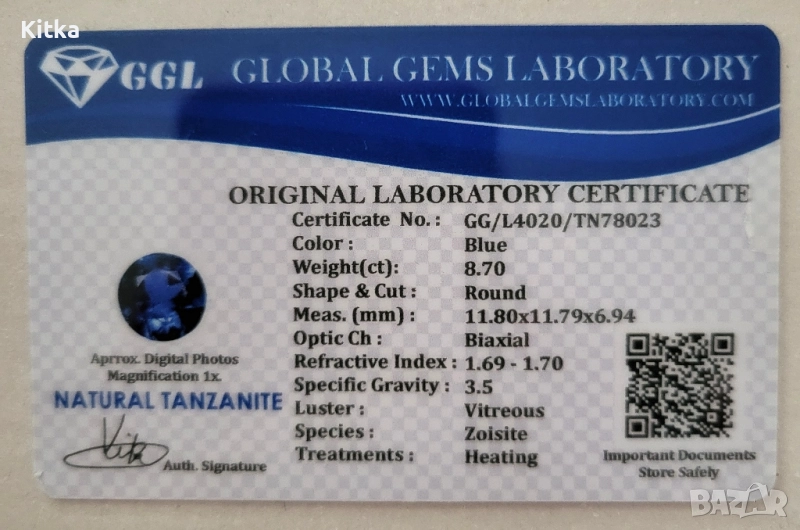 Kitka
GGL GLOBAL GEMS LABORATORY
WWW.GLOBALGEMSLABORATORY.COM
ORIGINAL LABORATORY CERTIFICATE
Certificate No. : GG/L4020/TN78023
Color : Blue
Weight(ct): 8.70
Shape & Cut : Round
Meas. (mm) : 11.80x11.79x6.94
Optic Ch : Biaxial
Refractive Index : 1.69 - 1.70
Specific Gravity : 3.5
Luster : Vitreous
Species : Zoisite
Treatments : Heating
Aprrox. Digital Photos
Magnification 1x.
NATURAL TANZANITE
Auth. Signature
Important Documents
Store Safely
BAZAR